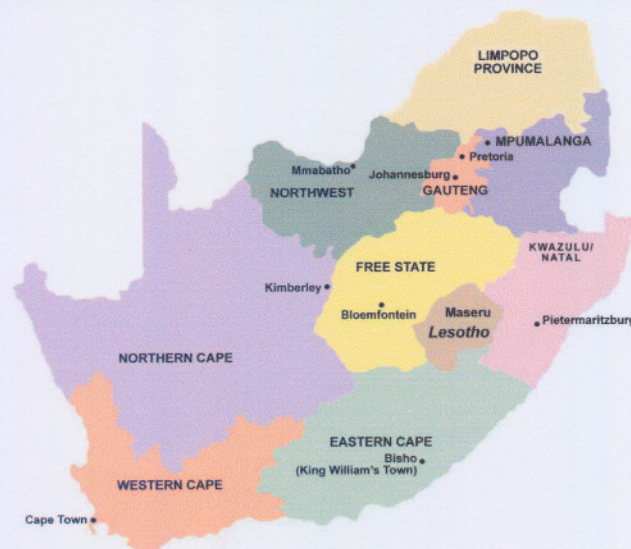 LIMPOPO
PROVINCE
MPUMALANGA
Pretoria
Mmabatho
Johannesburg
NORTHWEST
GAUTENG
KWAZULU/
NATAL
FREE STATE
Kimberley
Bloemfontein
Maseru
Lesotho
Pietermaritzburg
NORTHERN CAPE
EASTERN CAPE
Bisho
(King William's Town)
WESTERN CAPE
Cape Town